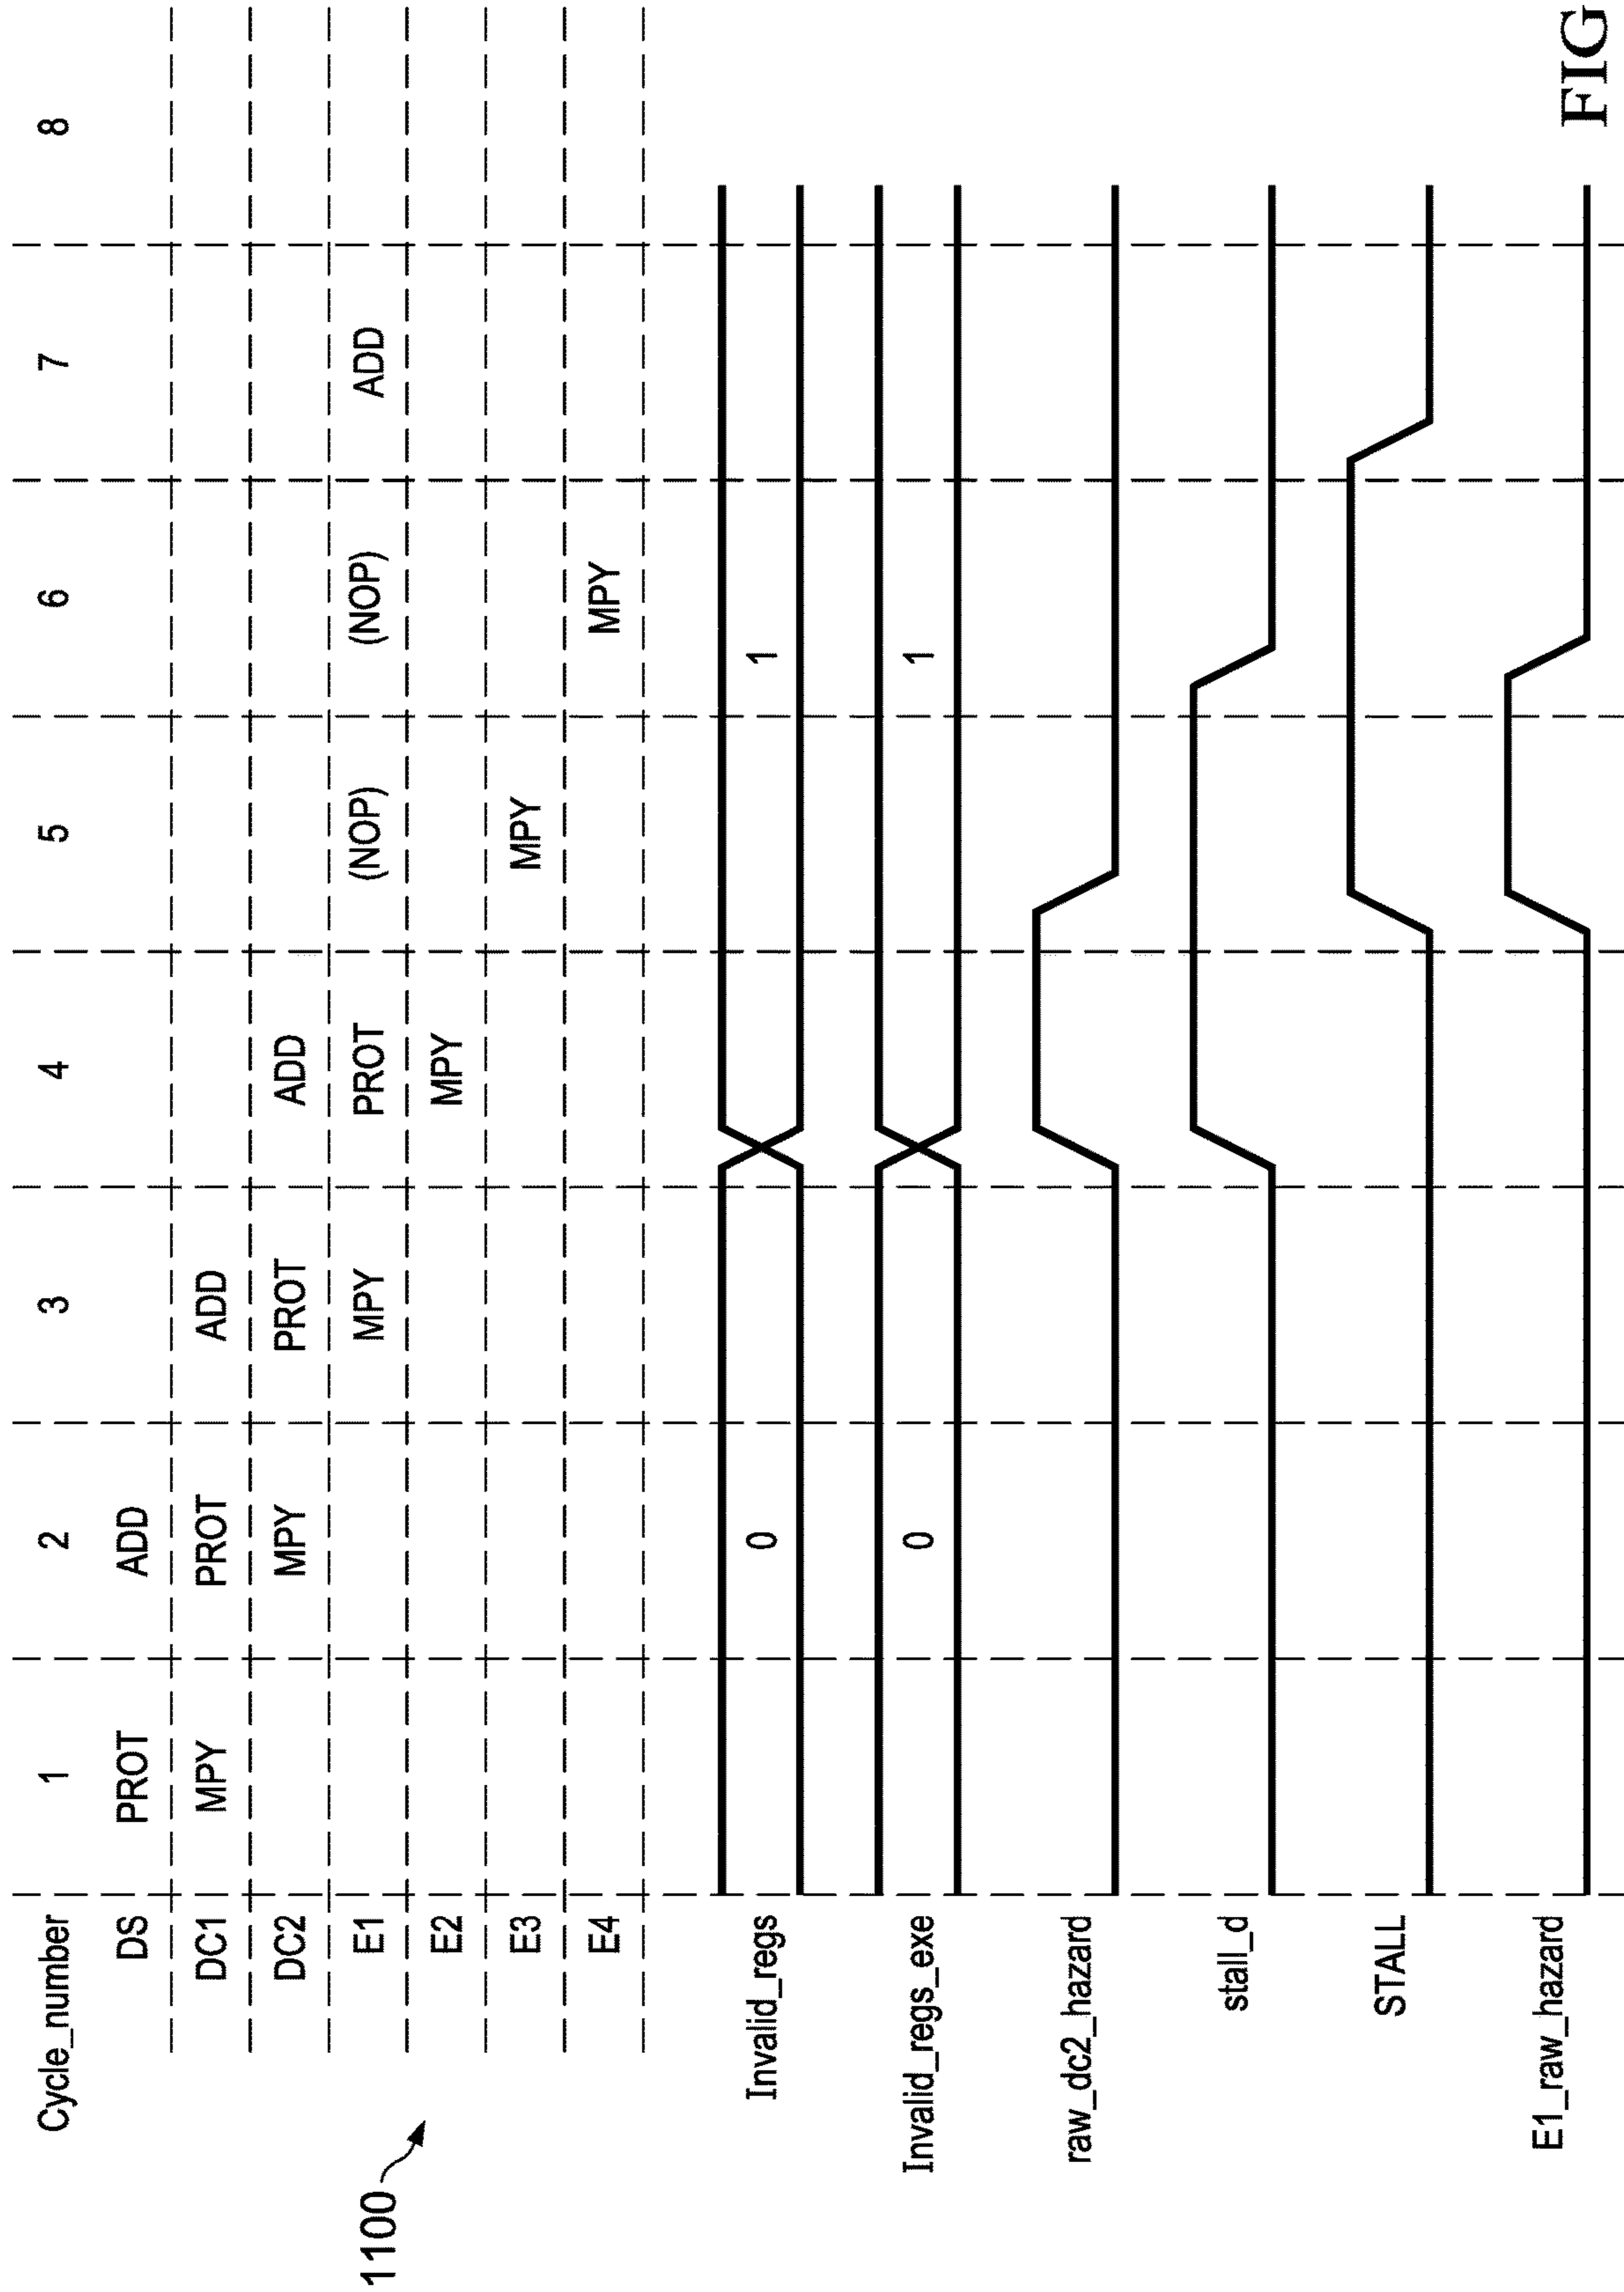 Cycle_number 1 2 3 4 5 6 7 8
DS PROT ADD
DC1 MPY PROT ADD
DC2 MPY PROT ADD
E1 MPY PROT (NOP) (NOP) ADD
E2 MPY
E3 MPY
E4 MPY
1100
Invalid_regs 0 1
Invalid_regs_exe 0 1
raw_dc2_hazard
stall_d
STALL
E1_raw_hazard
FIG